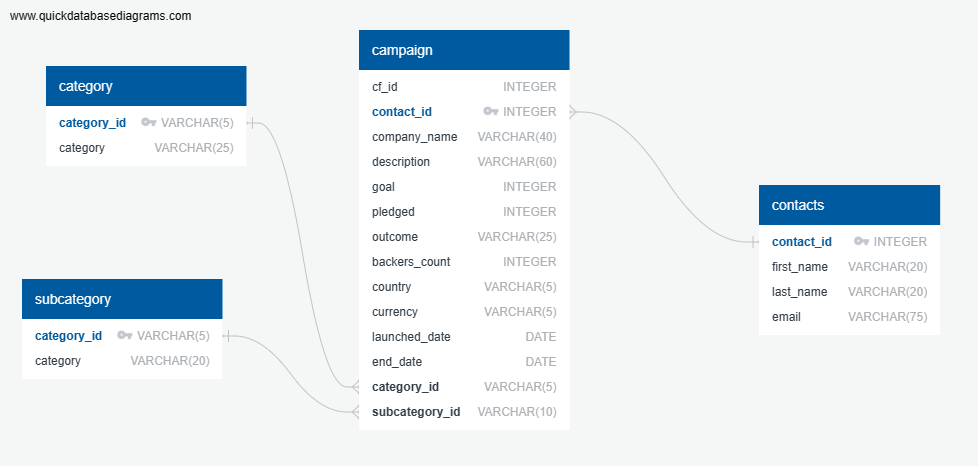 www.quickdatabasediagrams.com
category
category_id VARCHAR(5)
category VARCHAR(25)
subcategory
category_id VARCHAR(5)
category VARCHAR(20)
campaign
cf_id INTEGER
contact_id INTEGER
company_name VARCHAR(40)
description VARCHAR(60)
goal INTEGER
pledged INTEGER
outcome VARCHAR(25)
backers_count INTEGER
country VARCHAR(5)
currency VARCHAR(5)
launched_date DATE
end_date DATE
category_id VARCHAR(5)
subcategory_id VARCHAR(10)
contacts
contact_id INTEGER
first_name VARCHAR(20)
last_name VARCHAR(20)
email VARCHAR(75)